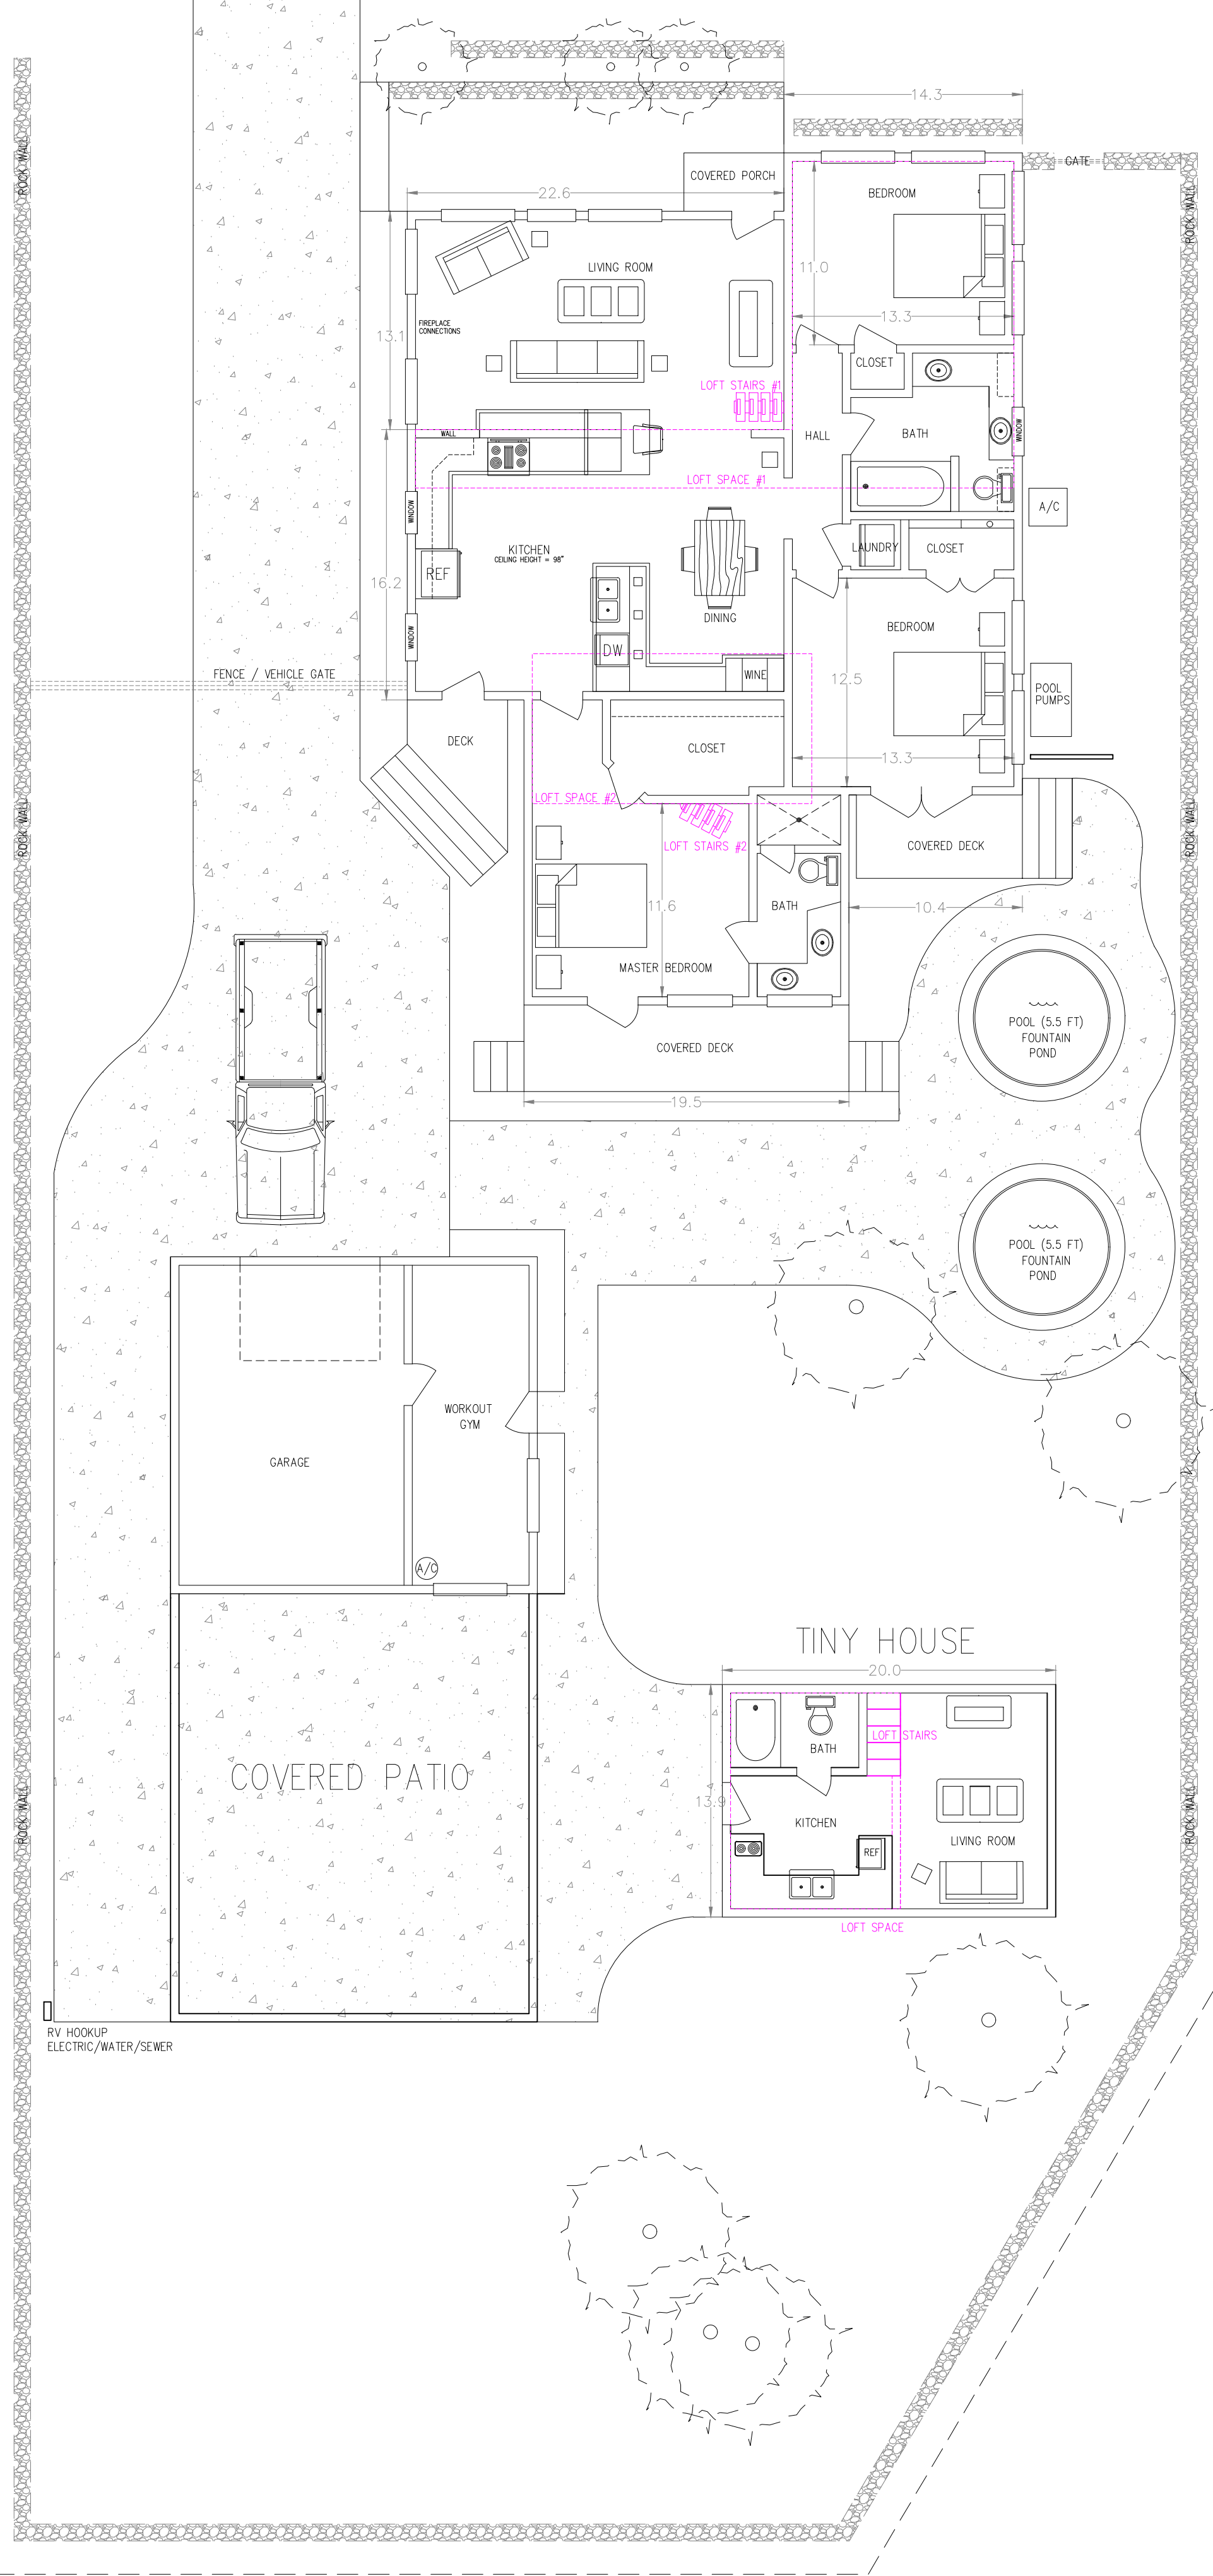 14.3
ROCK WALL
GATE
COVERED PORCH
BEDROOM
22.6
ROCK WALL
LIVING ROOM
11.0
13.3
FIREPLACE
CONNECTIONS
13.1
CLOSET
LOFT STAIRS #1
WALL
HALL
BATH
WINDOW
LOFT SPACE #1
WINDOW
A/C
KITCHEN
CEILING HEIGHT = 98"
LAUNDRY
CLOSET
REF
16.2
DINING
BEDROOM
WINDOW
DW
FENCE / VEHICLE GATE
WINE
12.5
POOL
PUMPS
DECK
CLOSET
13.3
LOFT SPACE #2
ROCK WALL
LOFT STAIRS #2
COVERED DECK
ROCK WALL
11.6
BATH
10.4
MASTER BEDROOM
POOL (5.5 FT)
FOUNTAIN
POND
COVERED DECK
19.5
POOL (5.5 FT)
FOUNTAIN
POND
WORKOUT
GYM
GARAGE
A/C
TINY HOUSE
20.0
LOFT STAIRS
BATH
COVERED PATIO
13.9
KITCHEN
ROCK WALL
ROCK WALL
LIVING ROOM
REF
LOFT SPACE
RV HOOKUP
ELECTRIC/WATER/SEWER